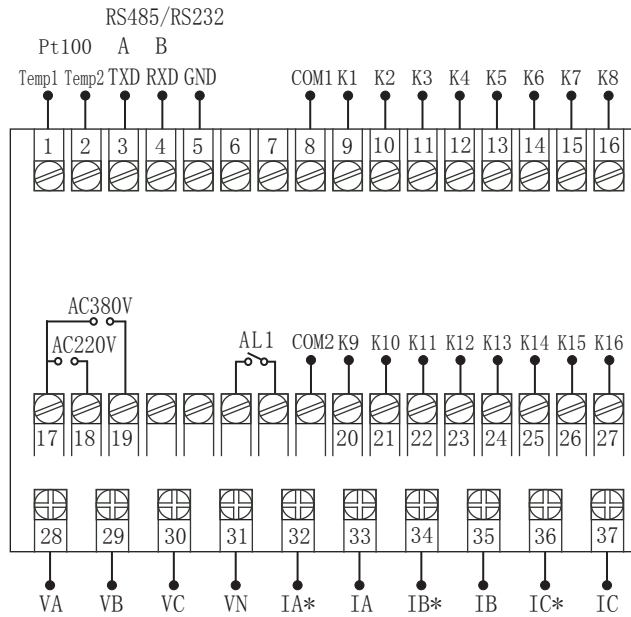 RS485/RS232
Pt100 A B
Temp1 Temp2 TXD RXD GND COM1 K1 K2 K3 K4 K5 K6 K7 K8
1 2 3 4 5 6 7 8 9 10 11 12 13 14 15 16
AC380V
AC220V AL1 COM2 K9 K10 K11 K12 K13 K14 K15 K16
17 18 19 20 21 22 23 24 25 26 27
28 29 30 31 32 33 34 35 36 37
VA VB VC VN IA* IA IB* IB IC* IC